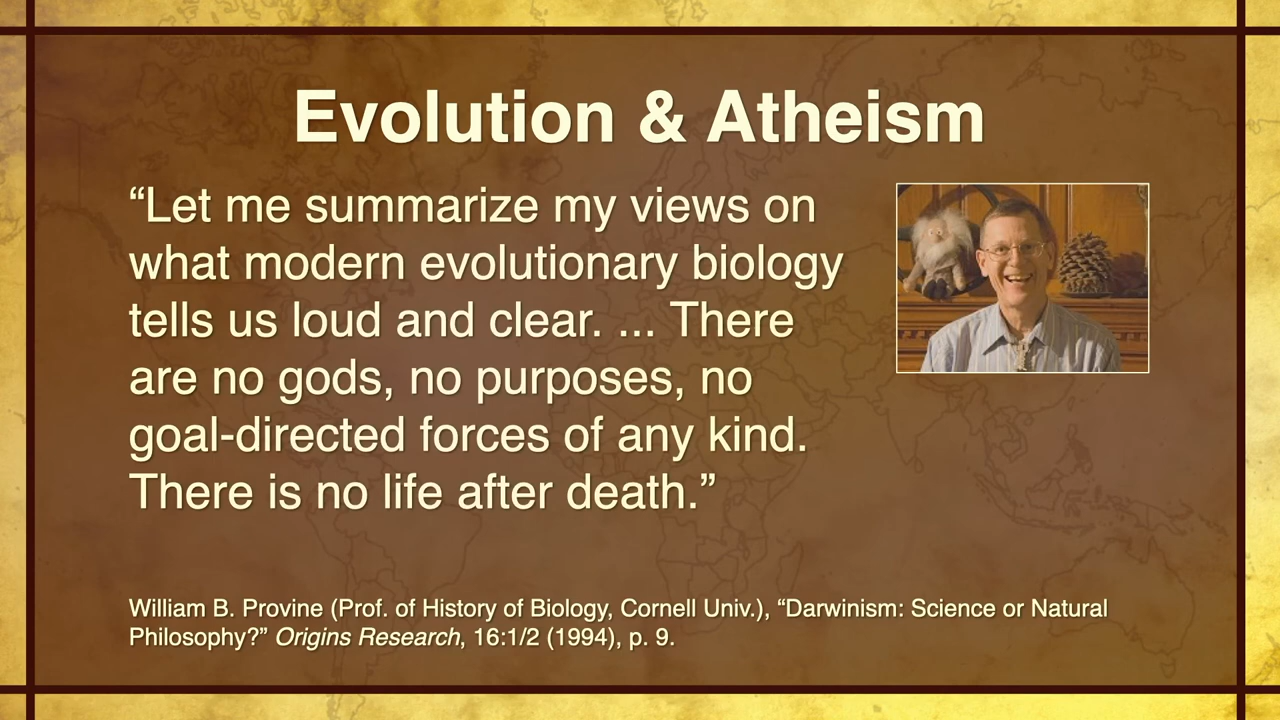 Evolution & Atheism
“Let me summarize my views on
what modern evolutionary biology
tells us loud and clear. ... There
are no gods, no purposes, no
goal-directed forces of any kind.
There is no life after death.”
William B. Provine (Prof. of History of Biology, Cornell Univ.), “Darwinism: Science or Natural
Philosophy?” Origins Research, 16:1/2 (1994), p. 9.